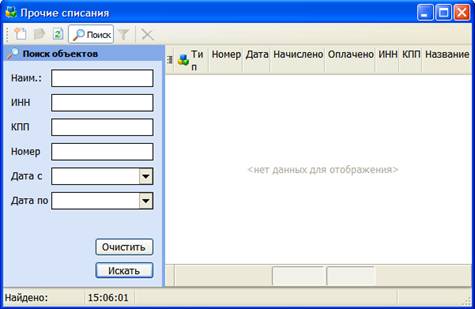 Прочие списания
Поиск
Поиск объектов
Ти
п
Номер Дата Начислено Оплачено ИНН КПП Название
Наим.:
ИНН
КПП
Номер
Дата с
Дата по
<нет данных для отображения>
Очистить
Искать
Найдено: 15:06:01